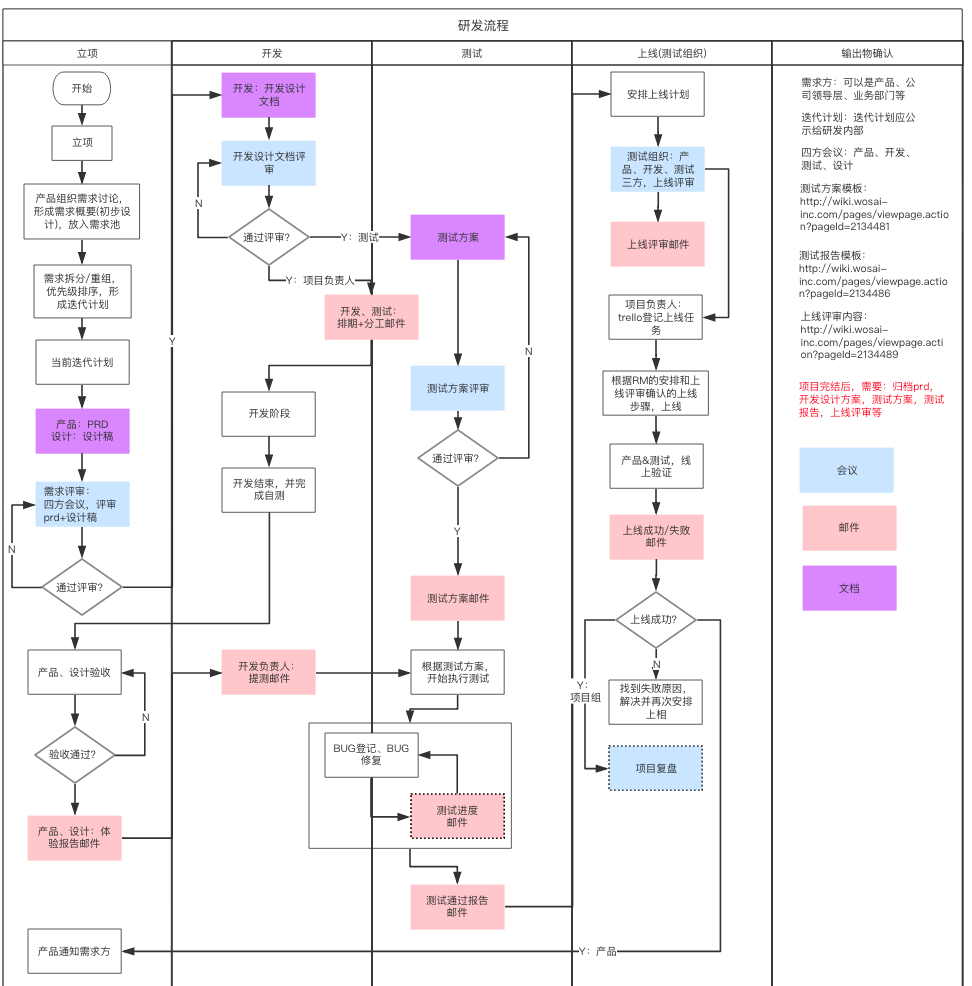 研发流程
立项
开发
测试
上线(测试组织)
输出物确认
开始
立项
产品组织需求讨论，
形成需求概要(初步设
计)，放入需求池
需求拆分/重组，
优先级排序，形
成迭代计划
当前迭代计划
产品：PRD
设计：设计稿
需求评审：
四方会议，评审
prd+设计稿
N
通过评审？
Y
产品、设计验收
N
验收通过？
产品、设计：体
验报告邮件
产品通知需求方
开发：开发设计
文档
开发设计文档评
审
N
通过评审？
Y：测试
Y：项目负责人
开发、测试：
排期+分工邮件
开发阶段
开发结束，并完
成自测
开发负责人：
提测邮件
测试方案
N
测试方案评审
通过评审？
Y
测试方案邮件
根据测试方案，
开始执行测试
BUG登记、BUG
修复
测试进度
邮件
测试通过报告
邮件
安排上线计划
测试组织：产
品、开发、测试
三方，上线评审
上线评审邮件
项目负责人：
trello登记上线任
务
根据RM的安排和上
线评审确认的上线
步骤，上线
产品&测试，线
上验证
上线成功/失败
邮件
上线成功？
N
Y：
项目组
找到失败原因，
解决并再次安排
上相
项目复盘
Y：产品
需求方：可以是产品、公
司领导层、业务部门等
迭代计划：迭代计划应公
示给研发内部
四方会议：产品、开发、
测试、设计
测试方案模板：
http://wiki.wosai-
inc.com/pages/viewpage.actio
n?pageId=2134481
测试报告模板：
http://wiki.wosai-
inc.com/pages/viewpage.actio
n?pageId=2134486
上线评审内容：
http://wiki.wosai-
inc.com/pages/viewpage.acti
on?pageId=2134489
项目完结后，需要：归档prd，
开发设计方案，测试方案，测试
报告，上线评审等
会议
邮件
文档